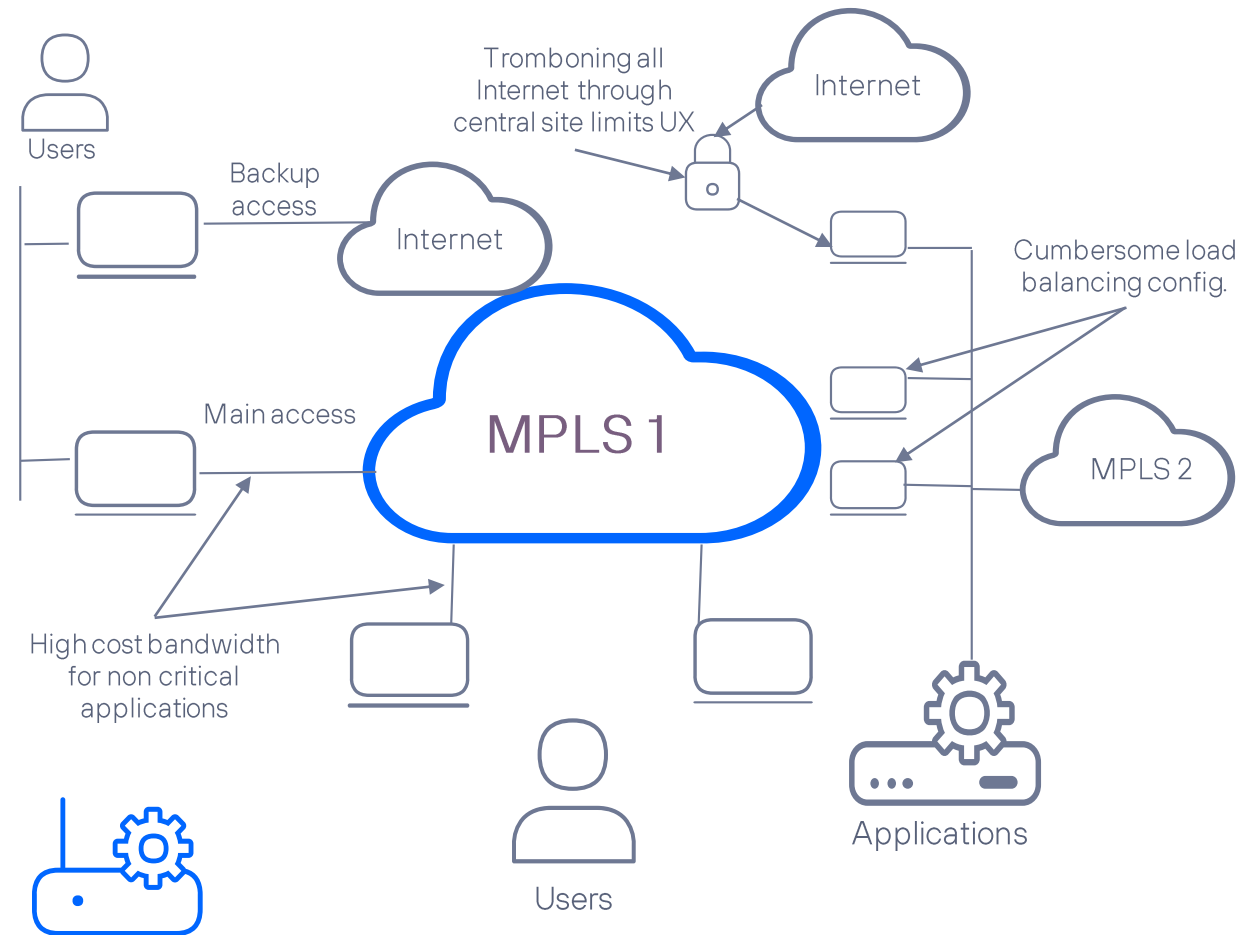 Tromboning all
Internet through
central site limits UX
Internet
Users
Backup
access
Internet
Cumbersome load
balancing config.
Main access
MPLS 1
MPLS 2
High cost bandwidth
for non critical
applications
Applications
Users